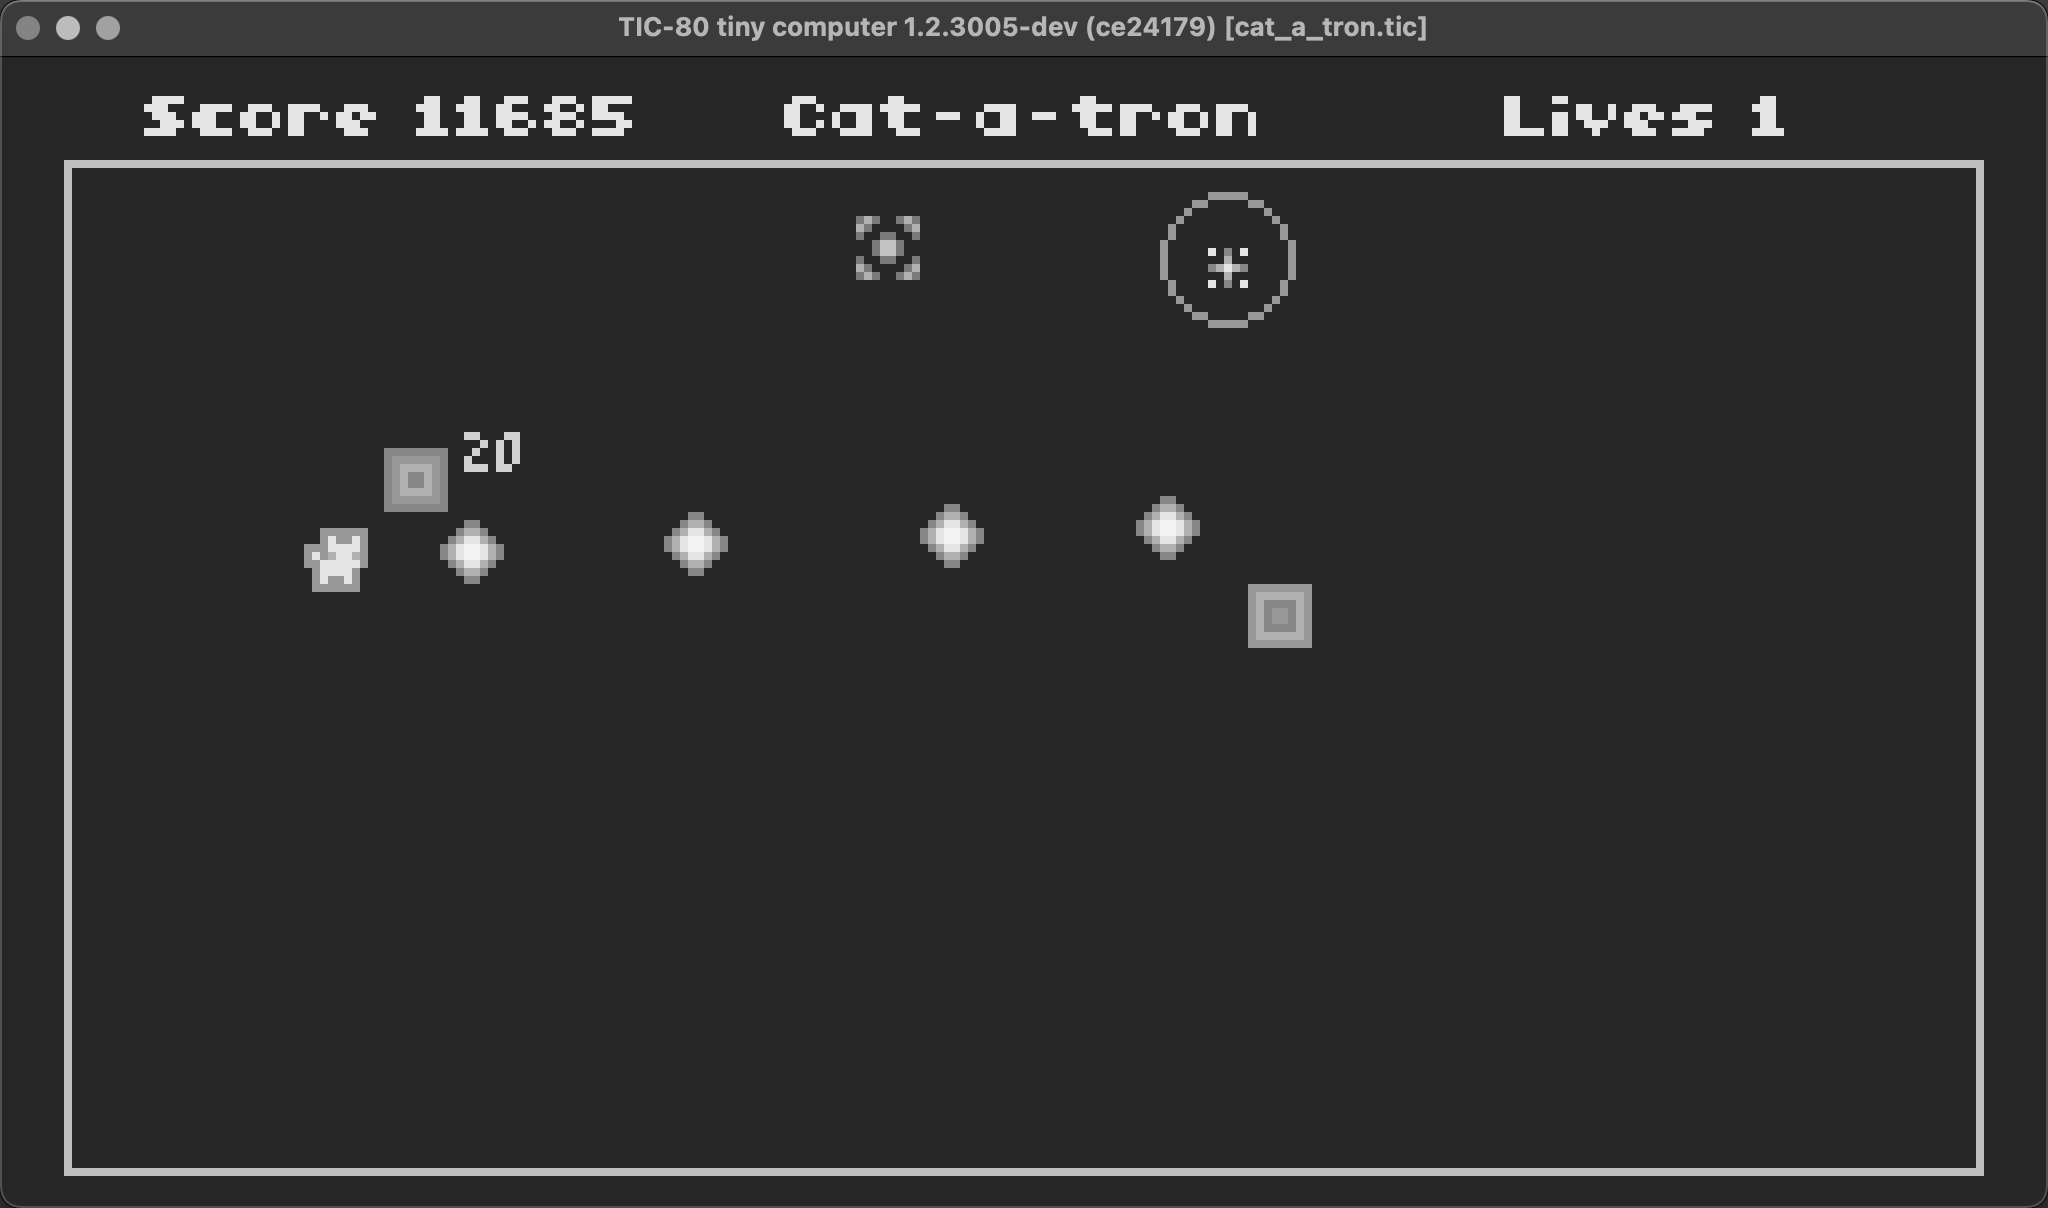 TIC-80 tiny computer 1.2.3005-dev (ce24179) [cat_a_tron.tic]
Score 11685 Cat-a-tron Lives 1
20